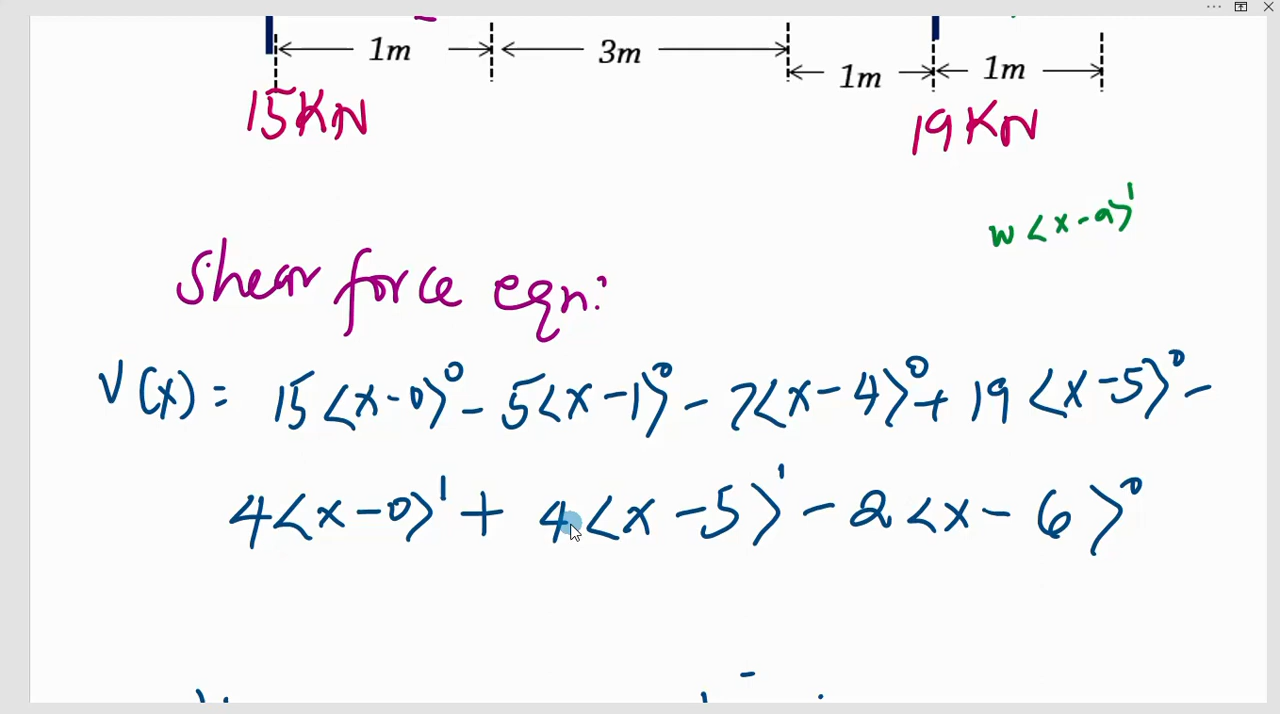 1m 3m 1m 1m
15KN 19KN
w<x-a>¹
Shear force eqn:
V(x) = 15<x-0>⁰ - 5<x-1>⁰ - 7<x-4>⁰ + 19<x-5>⁰ -
4<x-0>¹ + 4<x-5>¹ - 2<x-6>⁰